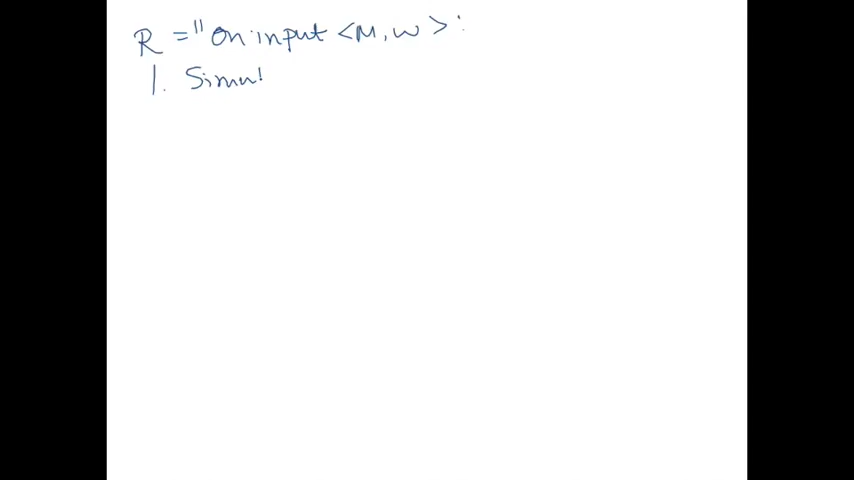 R = "On input <M, w>:
1. Simul